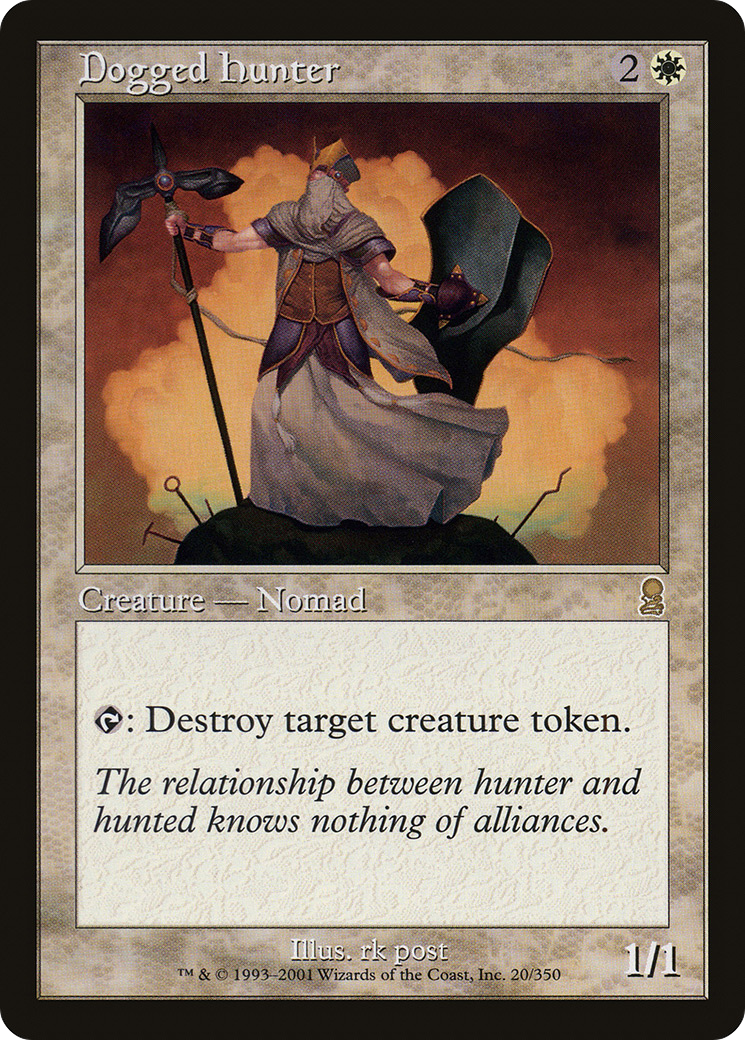 Dogged Hunter 2
Creature — Nomad
: Destroy target creature token.
The relationship between hunter and
hunted knows nothing of alliances.
Illus. rk post
™ & © 1993–2001 Wizards of the Coast, Inc. 20/350
1/1